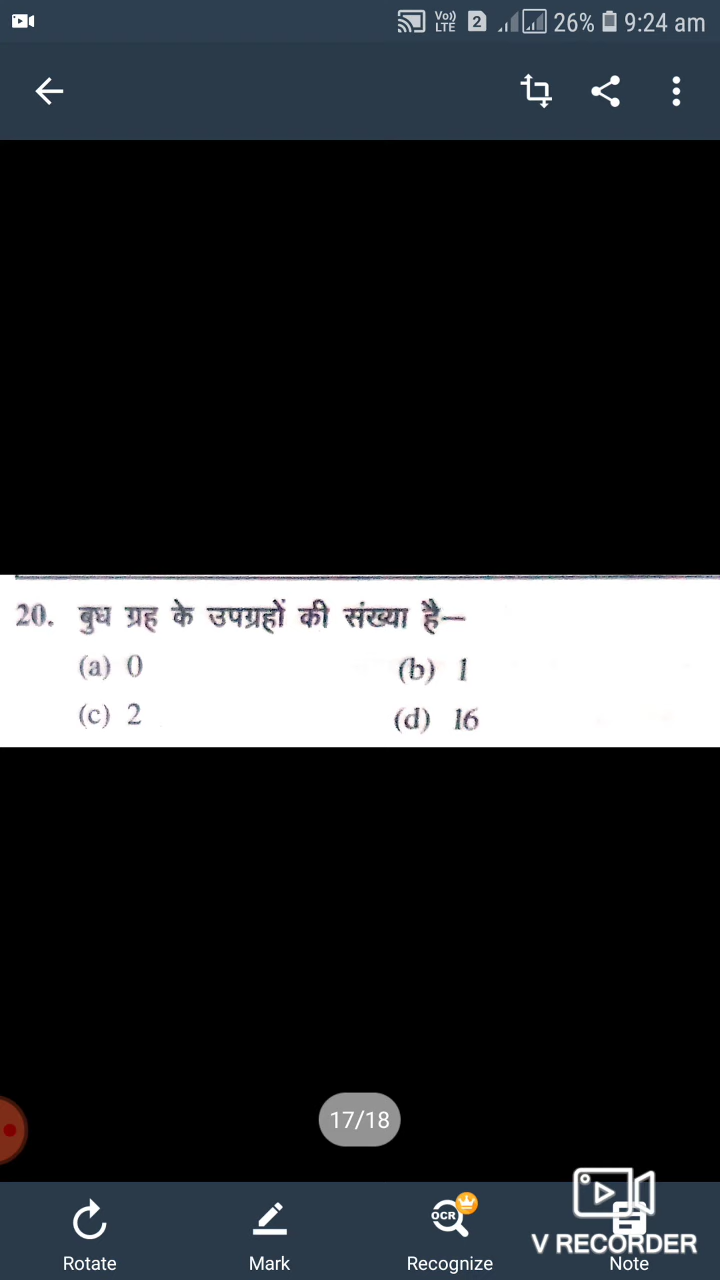 Vo)) LTE 2 26% 9:24 am
20. बुध ग्रह के उपग्रहों की संख्या है—
(a) 0 (b) 1
(c) 2 (d) 16
17/18
OCR
V RECORDER
Rotate Mark Recognize Note